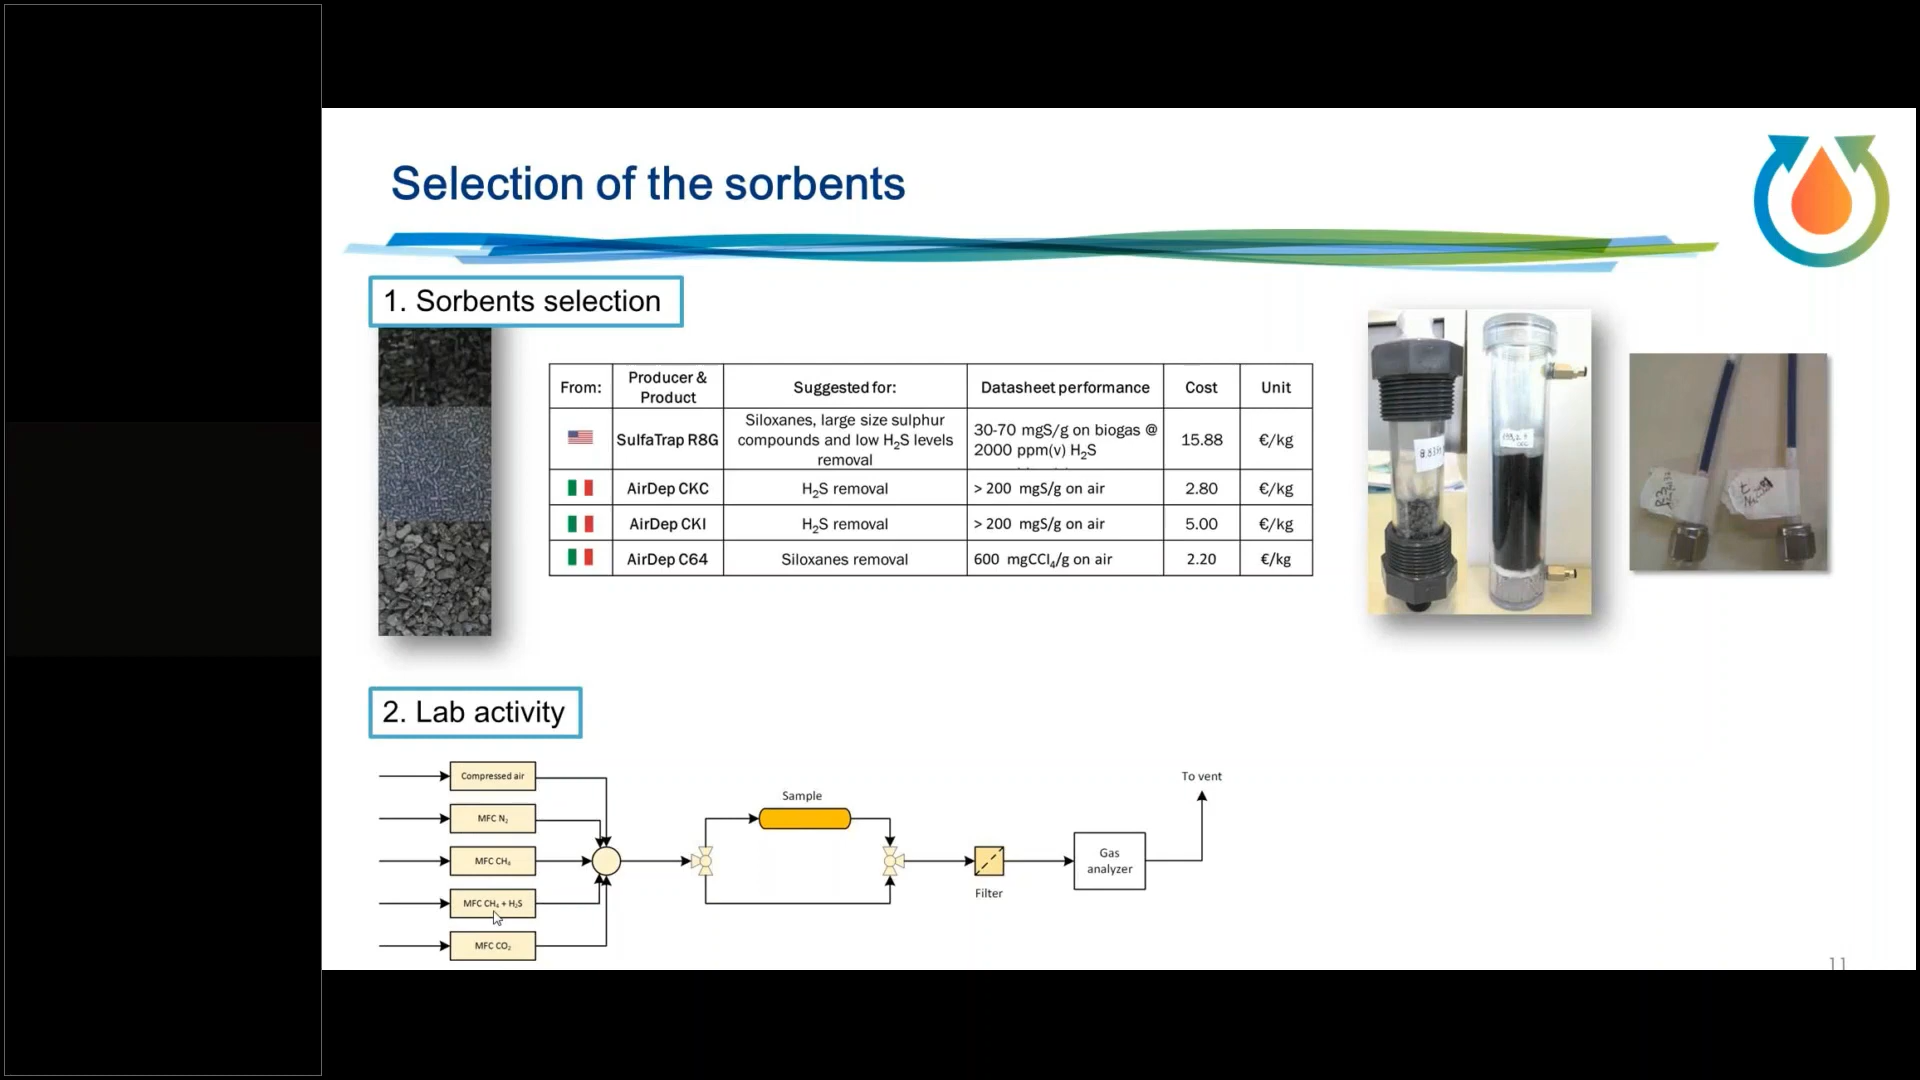 Selection of the sorbents
1. Sorbents selection
From:
Producer &
Product
Suggested for:
Datasheet performance
Cost
Unit
SulfaTrap R8G
Siloxanes, large size sulphur
compounds and low H₂S levels
removal
30-70 mgS/g on biogas @
2000 ppm(v) H₂S
15.88
€/kg
AirDep CKC
H₂S removal
> 200 mgS/g on air
2.80
€/kg
AirDep CKI
H₂S removal
> 200 mgS/g on air
5.00
€/kg
AirDep C64
Siloxanes removal
600 mgCCl₄/g on air
2.20
€/kg
2. Lab activity
Compressed air
MFC N₂
MFC CH₄
MFC CH₄ + H₂S
MFC CO₂
Sample
Filter
Gas
analyzer
To vent
11